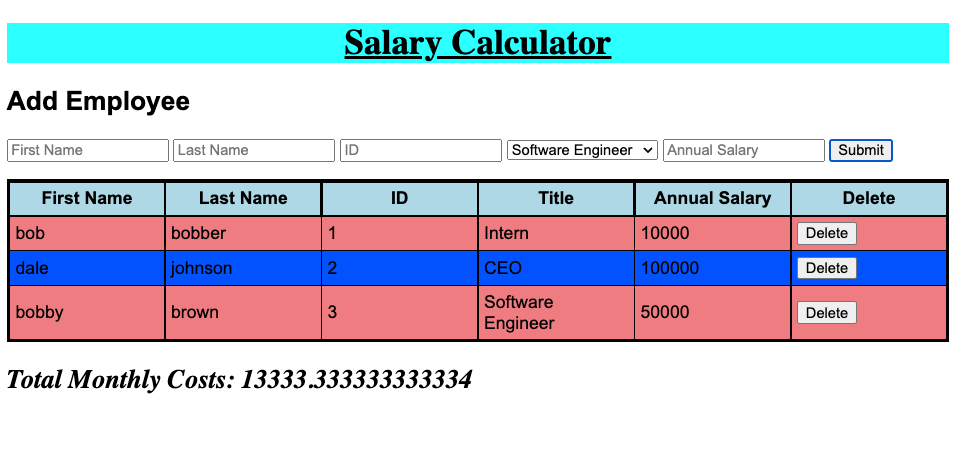 Salary Calculator
Add Employee
First Name Last Name ID Software Engineer Annual Salary Submit
First Name Last Name ID Title Annual Salary Delete
bob bobber 1 Intern 10000 Delete
dale johnson 2 CEO 100000 Delete
bobby brown 3 Software Engineer 50000 Delete
Total Monthly Costs: 13333.333333333334